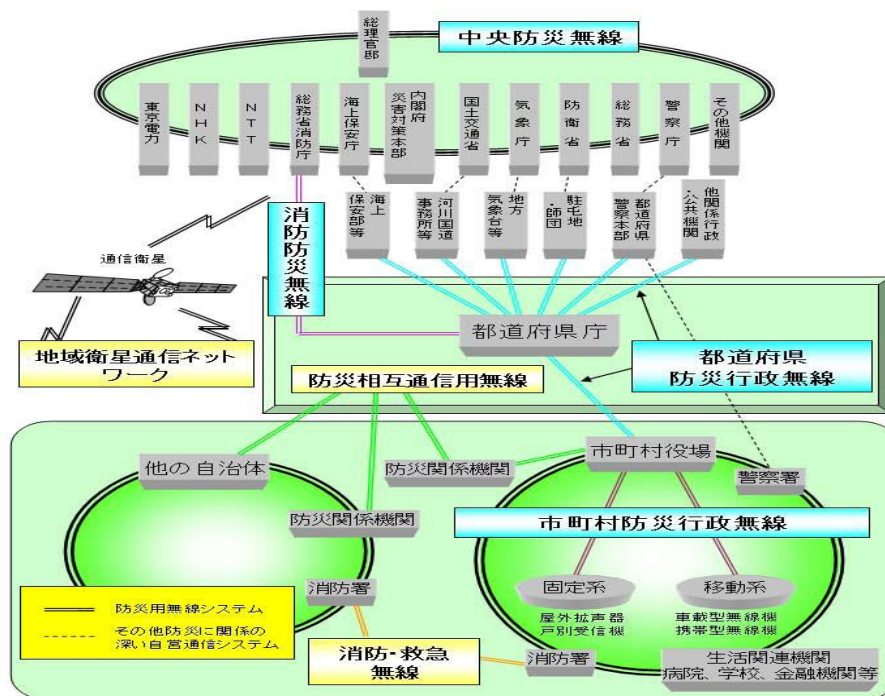 総理官邸
中央防災無線
東京電力
NHK
NTT
総務省消防庁
海上保安庁
内閣府
災害対策本部
国土交通省
気象庁
防衛省
総務省
警察庁
その他機関
海上
保安部等
河川国道
事務所等
地方
気象台等
駐屯地
・師団
都道府県
警察本部
他関係行政
・公共機関
通信衛星
消防防災無線
都道府県庁
地域衛星通信ネット
ワーク
都道府県
防災行政無線
防災相互通信用無線
他の自治体
防災関係機関
市町村役場
警察署
防災関係機関
市町村防災行政無線
消防署
固定系
移動系
屋外拡声器
戸別受信機
車載型無線機
携帯型無線機
防災用無線システム
その他防災に関係の
深い自営通信システム
消防・救急
無線
消防署
生活関連機関
病院、学校、金融機関等